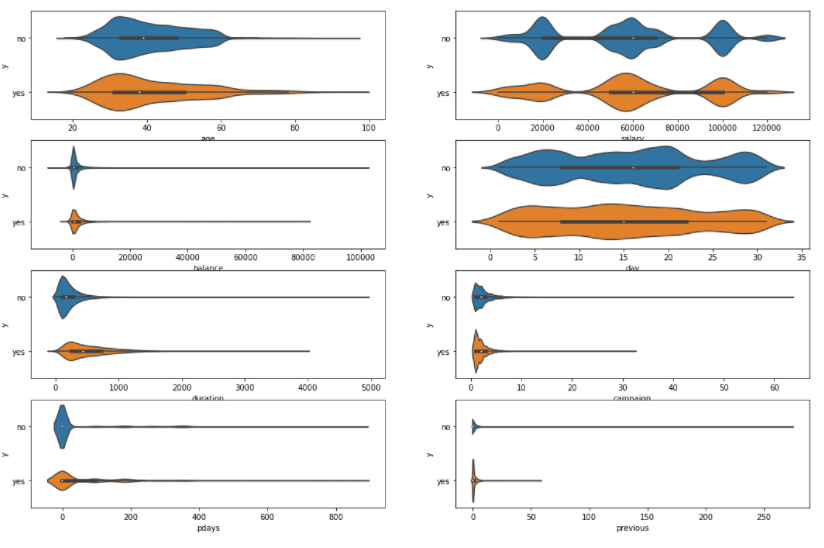 no
y
yes
20 40 60 80 100
age
no
y
yes
0 20000 40000 60000 80000 100000 120000
salary
no
y
yes
0 20000 40000 60000 80000 100000
balance
no
y
yes
0 5 10 15 20 25 30 35
day
no
y
yes
0 1000 2000 3000 4000 5000
duration
no
y
yes
0 10 20 30 40 50 60
campaign
no
y
yes
0 200 400 600 800
pdays
no
y
yes
0 50 100 150 200 250
previous